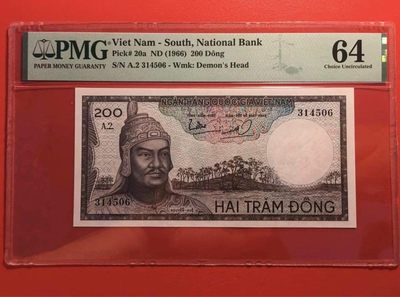 PMG
PAPER MONEY GUARANTY
Viet Nam - South, National Bank
Pick# 20a ND (1966) 200 Dông
S/N A.2 314506 - Wmk: Demon's Head
64
Choice Uncirculated
NGÂN-HÀNG QUỐC-GIA VIỆT-NAM
200
A.2
314506
314506
HAI TRĂM ĐỒNG